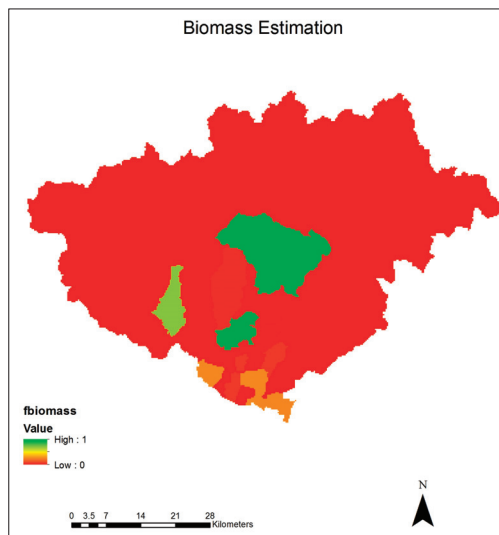 Biomass Estimation
fbiomass
Value
High : 1
Low : 0
N
0 3.5 7 14 21 28
Kilometers